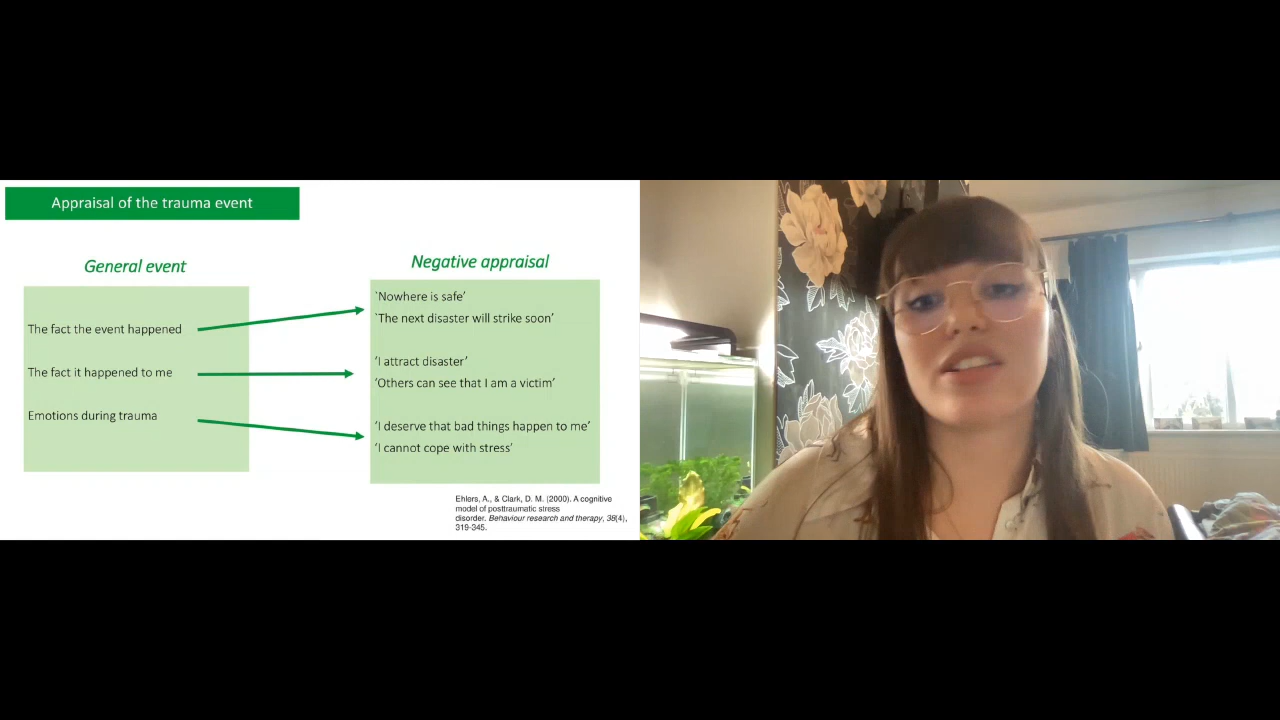 Appraisal of the trauma event
General event
The fact the event happened
The fact it happened to me
Emotions during trauma
Negative appraisal
‘Nowhere is safe’
‘The next disaster will strike soon’
‘I attract disaster’
‘Others can see that I am a victim’
‘I deserve that bad things happen to me’
‘I cannot cope with stress’
Ehlers, A., & Clark, D. M. (2000). A cognitive
model of posttraumatic stress
disorder. Behaviour research and therapy, 38(4),
319-345.